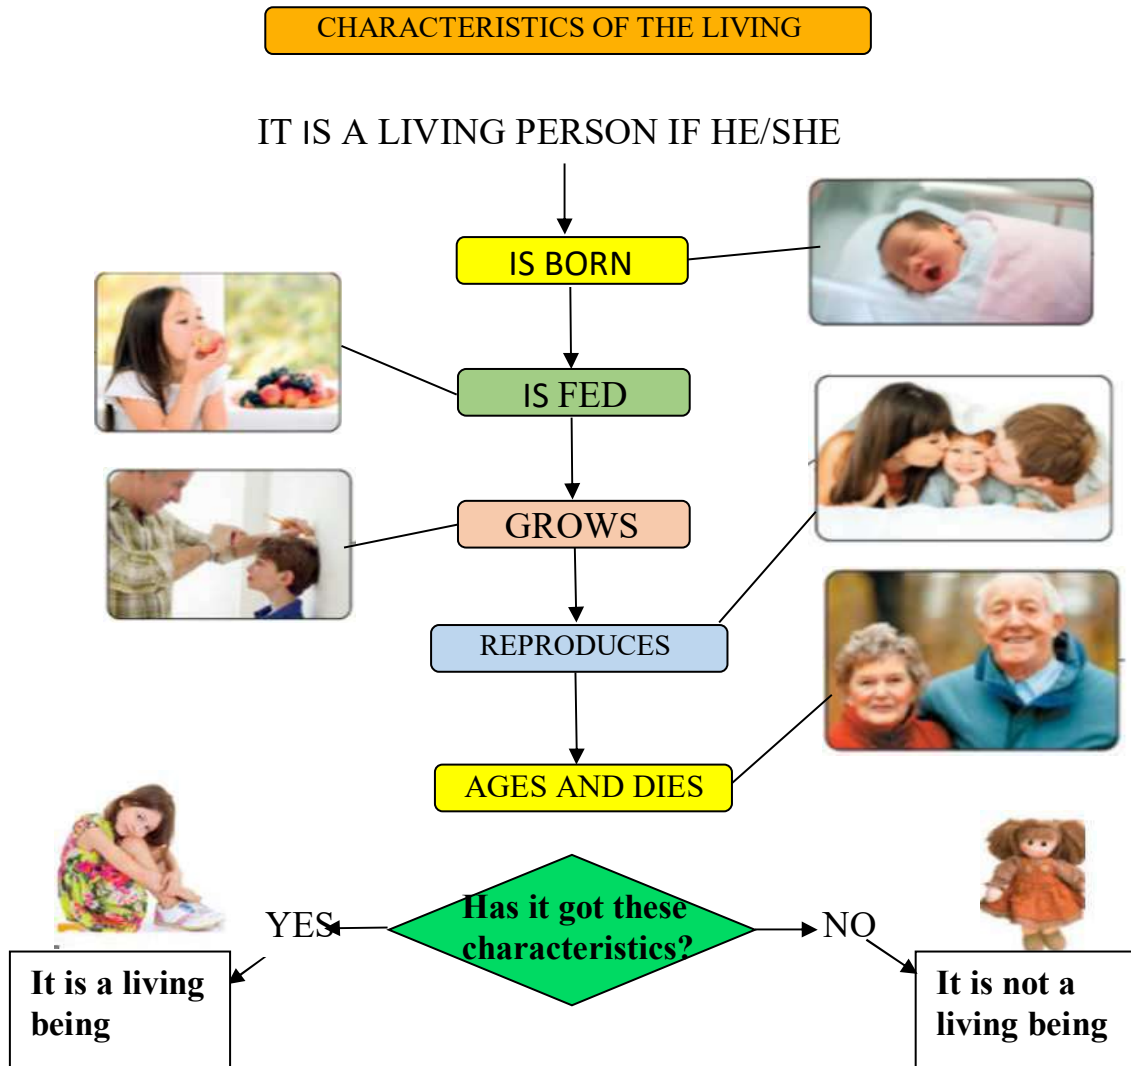 CHARACTERISTICS OF THE LIVING
IT IS A LIVING PERSON IF HE/SHE
IS BORN
IS FED
GROWS
REPRODUCES
AGES AND DIES
Has it got these
characteristics?
YES
NO
It is a living
being
It is not a
living being